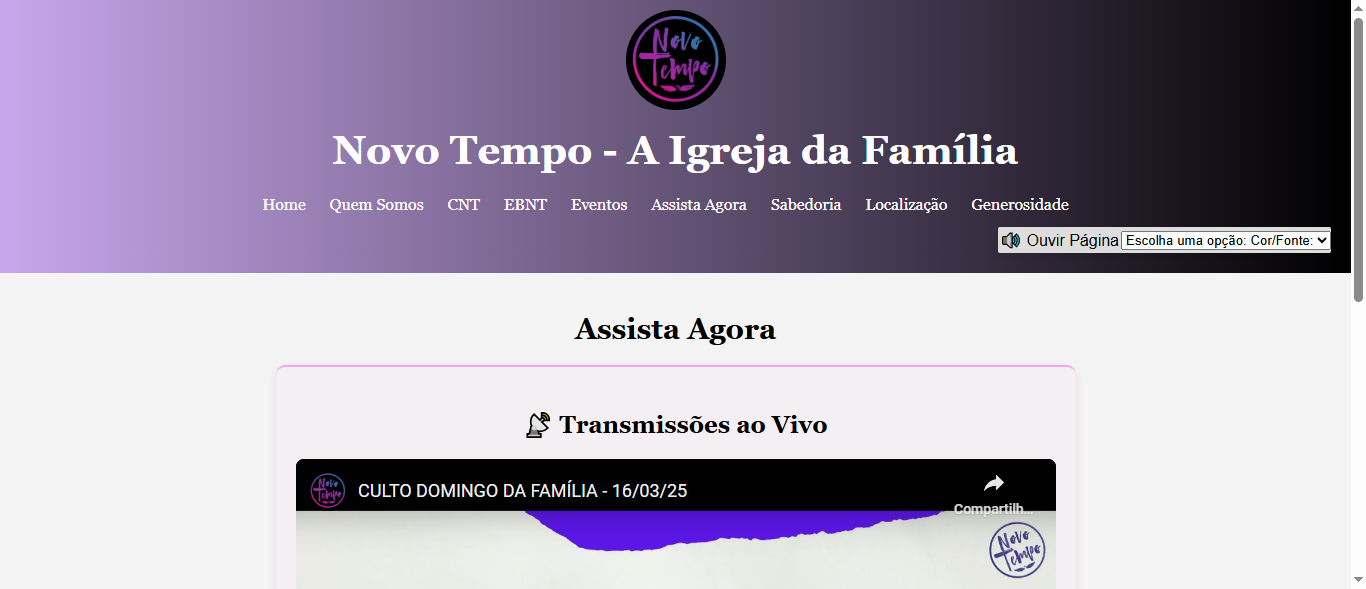 Novo
Tempo
Novo Tempo - A Igreja da Família
Home Quem Somos CNT EBNT Eventos Assista Agora Sabedoria Localização Generosidade
Ouvir Página Escolha uma opção: Cor/Fonte:
Assista Agora
Transmissões ao Vivo
Novo
Tempo
CULTO DOMINGO DA FAMÍLIA - 16/03/25
Compartilh...
Novo
Tempo